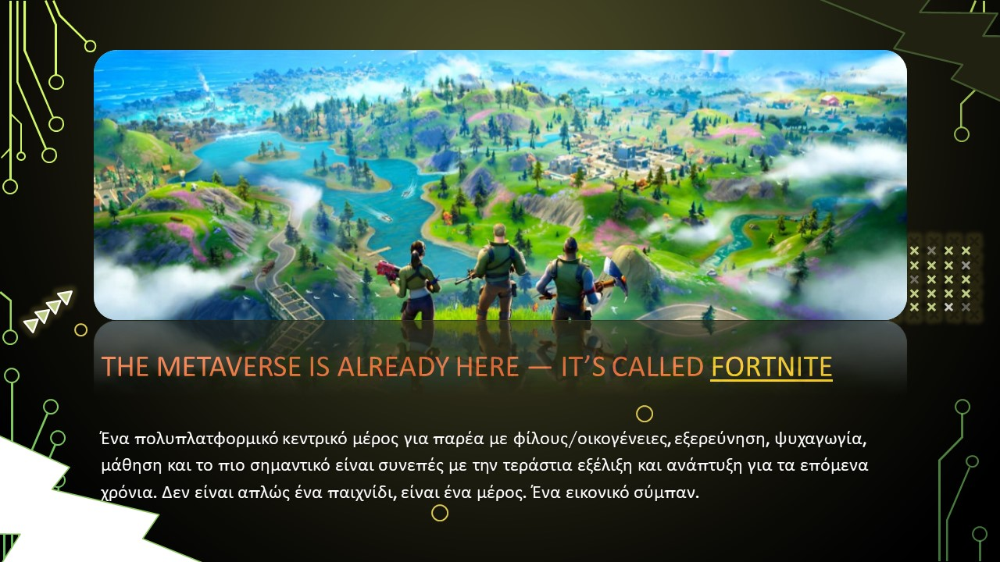 THE METAVERSE IS ALREADY HERE — IT’S CALLED FORTNITE
Ένα πολυπλατφορμικό κεντρικό μέρος για παρέα με φίλους/οικογένειες, εξερεύνηση, ψυχαγωγία,
μάθηση και το πιο σημαντικό είναι συνεπές με την τεράστια εξέλιξη και ανάπτυξη για τα επόμενα
χρόνια. Δεν είναι απλώς ένα παιχνίδι, είναι ένα μέρος. Ένα εικονικό σύμπαν.